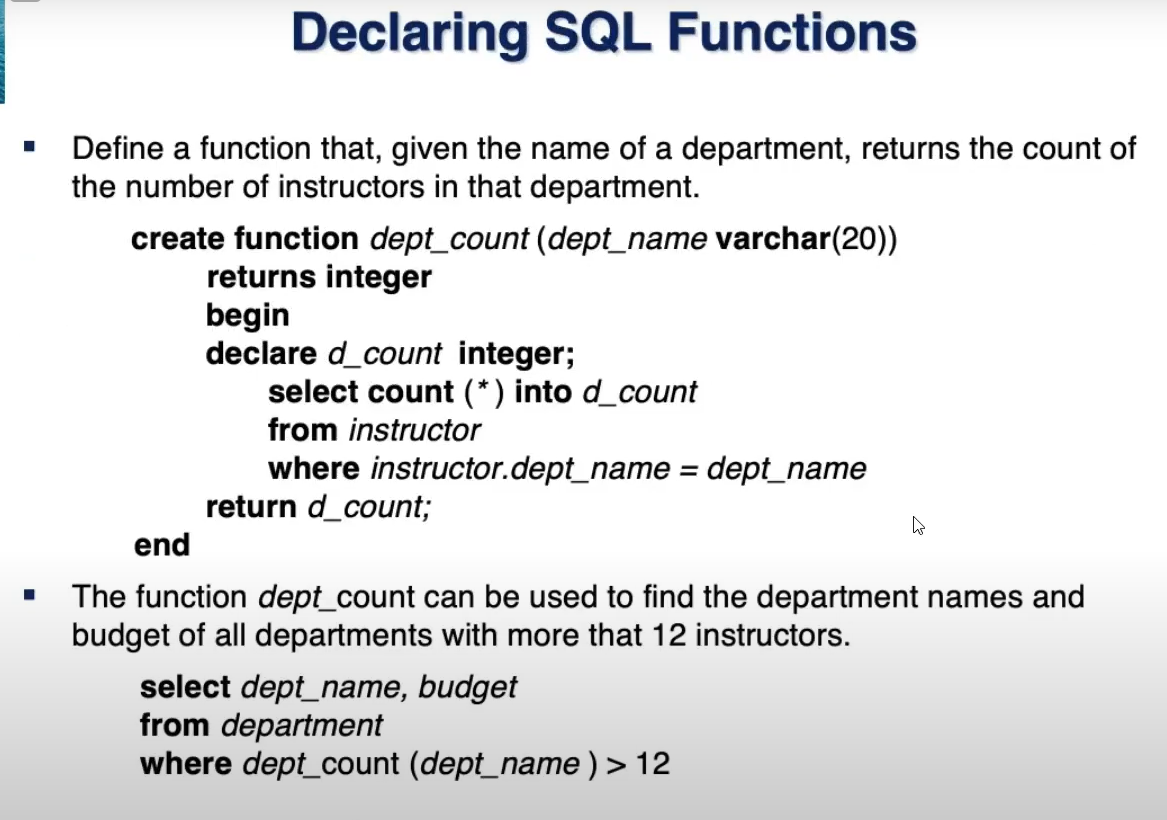 Declaring SQL Functions
▪ Define a function that, given the name of a department, returns the count of
the number of instructors in that department.
create function dept_count (dept_name varchar(20))
returns integer
begin
declare d_count integer;
select count (* ) into d_count
from instructor
where instructor.dept_name = dept_name
return d_count;
end
▪ The function dept_count can be used to find the department names and
budget of all departments with more that 12 instructors.
select dept_name, budget
from department
where dept_count (dept_name ) > 12